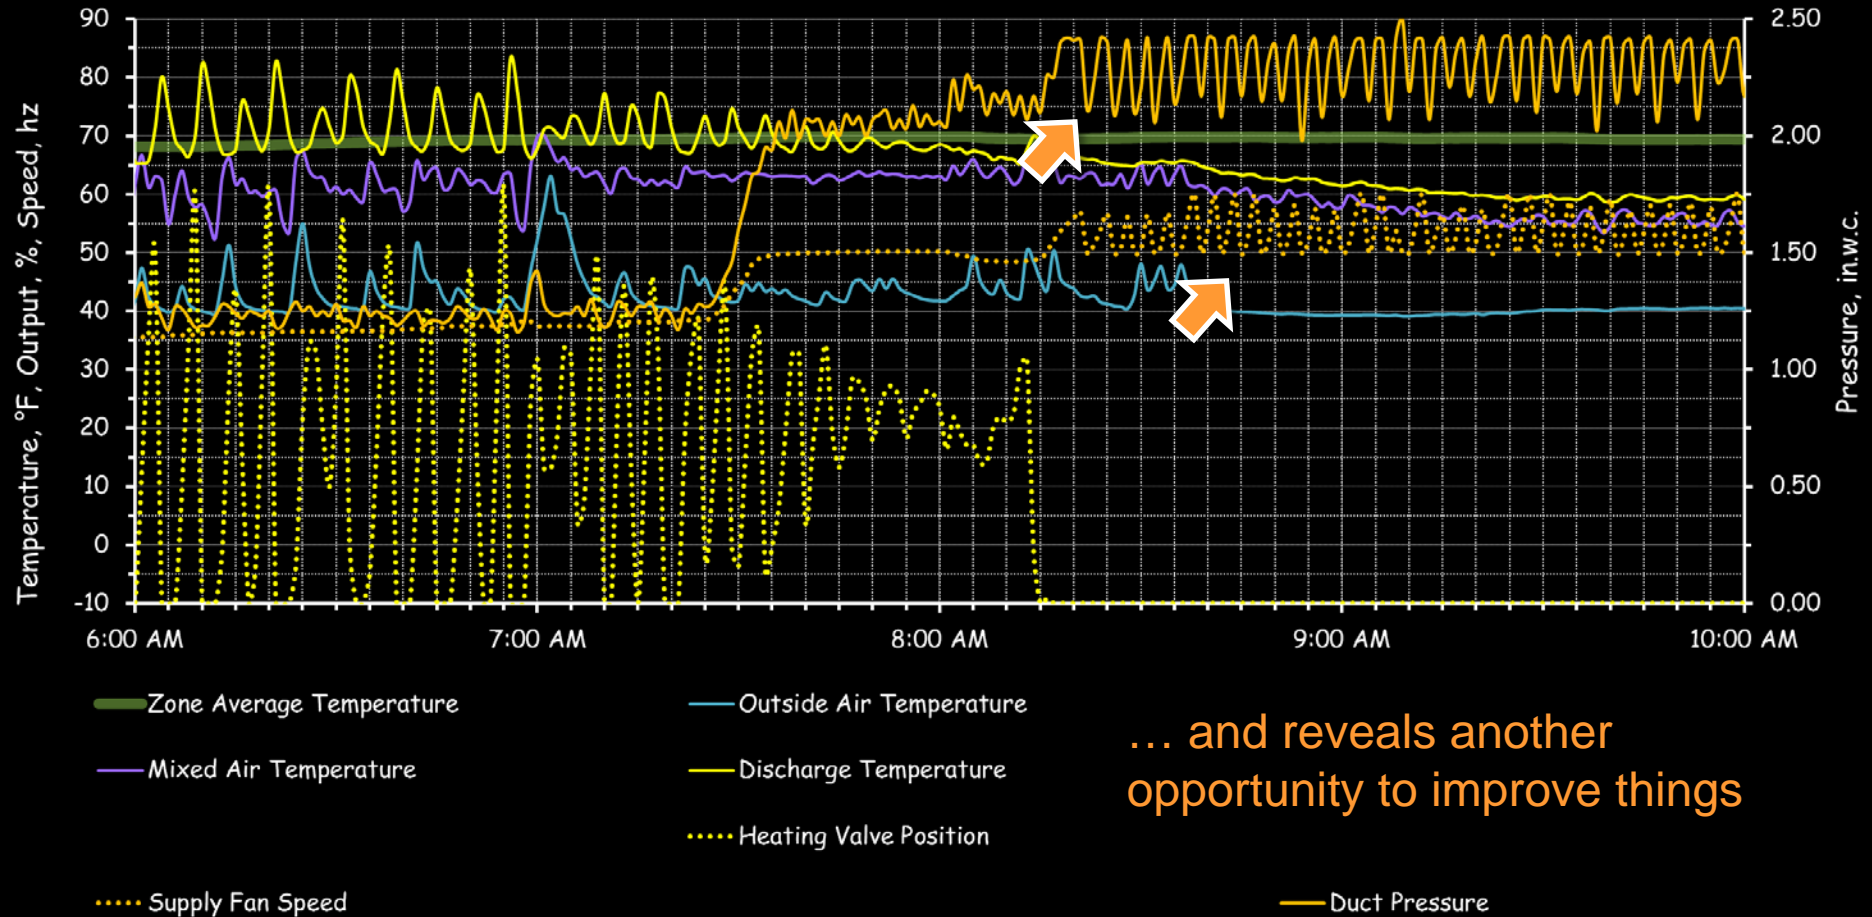 90
80
70
60
50
40
30
20
10
0
-10
Temperature, °F, Output, %, Speed, hz
2.50
2.00
1.50
1.00
0.50
0.00
Pressure, in.w.c.
6:00 AM
7:00 AM
8:00 AM
9:00 AM
10:00 AM
Zone Average Temperature
Outside Air Temperature
Mixed Air Temperature
Discharge Temperature
Heating Valve Position
Supply Fan Speed
Duct Pressure
… and reveals another
opportunity to improve things